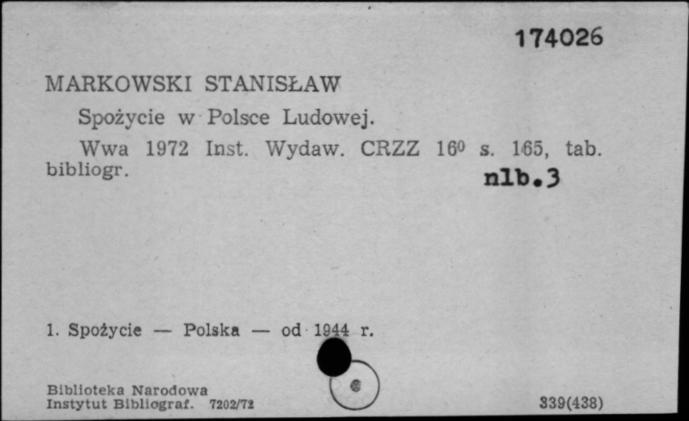 174026
MARKOWSKI STANISŁAW
Spożycie w Polsce Ludowej.
Wwa 1972 Inst. Wydaw. CRZZ 16⁰ s. 165, tab.
bibliogr.
nlb.3
1. Spożycie — Polska — od 1944 r.
Biblioteka Narodowa
Instytut Bibliograf. 7202/72
339(438)